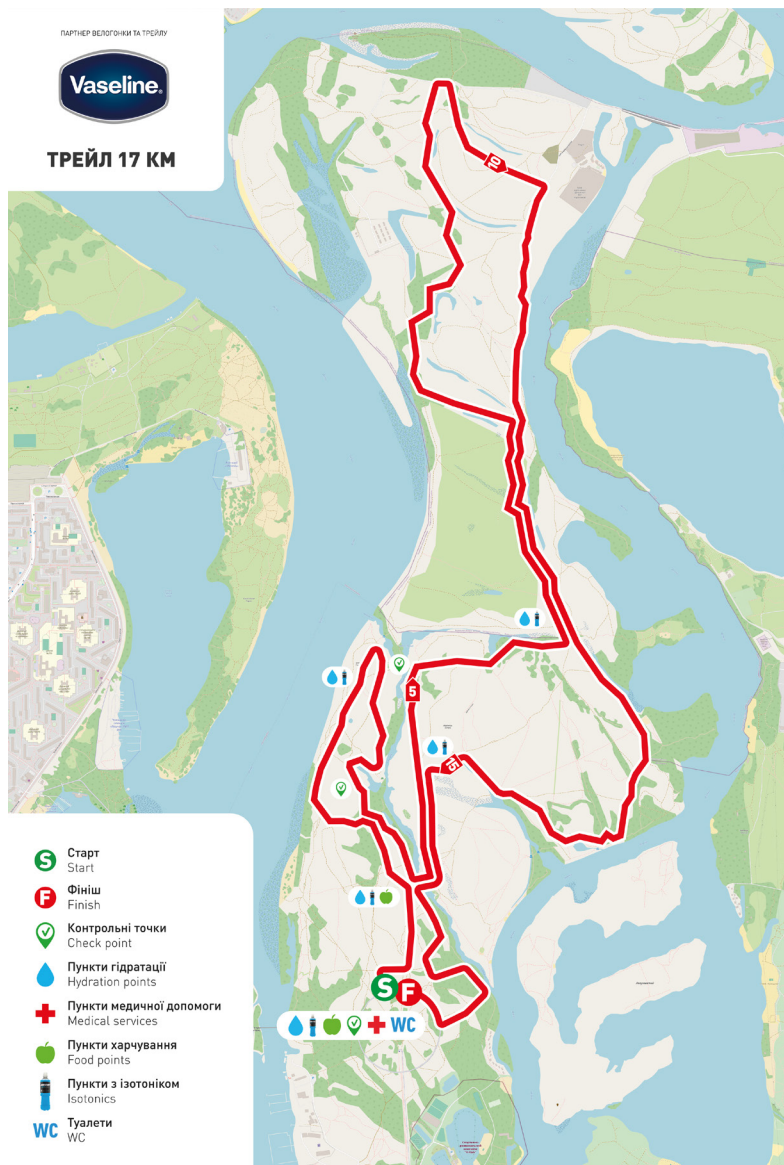 ПАРТНЕР ВЕЛОГОНКИ ТА ТРЕЙЛУ
Vaseline
ТРЕЙЛ 17 КМ
10
5
15
S
F
WC
S Старт
Start
F Фініш
Finish
Контрольні точки
Check point
Пункти гідратації
Hydration points
Пункти медичної допомоги
Medical services
Пункти харчування
Food points
Пункти з ізотоніком
Isotonics
WC Туалети
WC